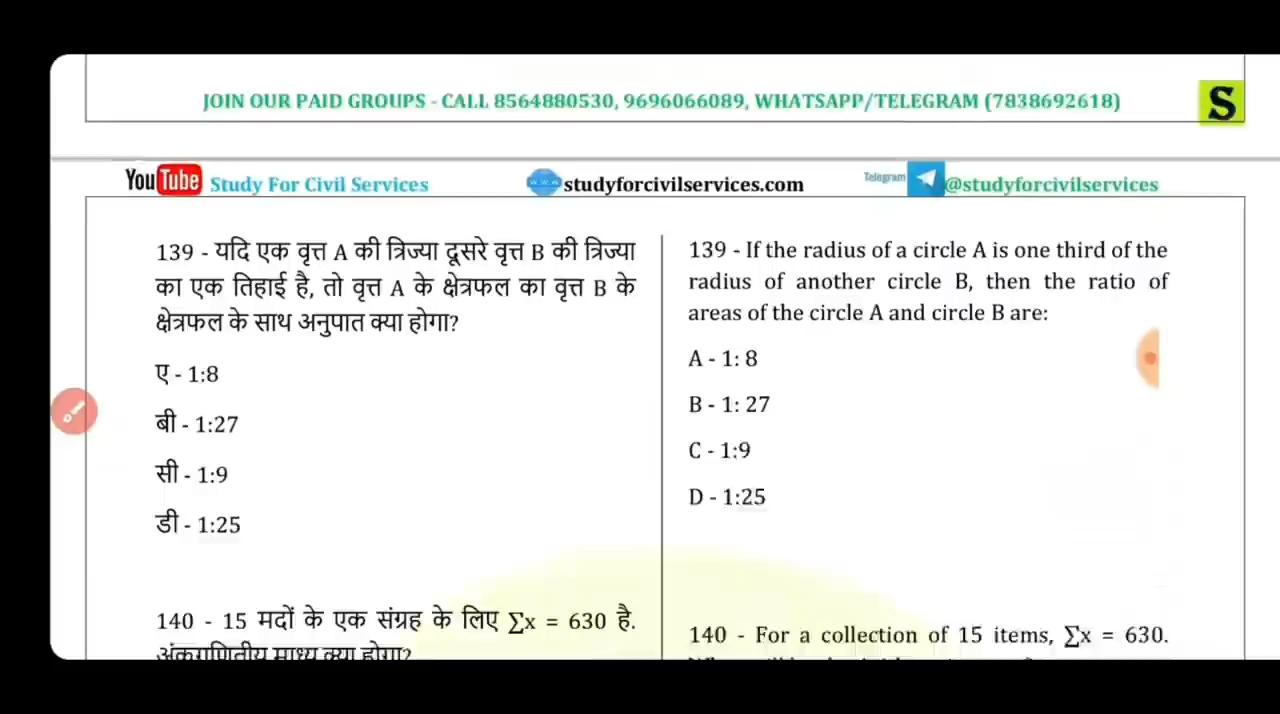 JOIN OUR PAID GROUPS - CALL 8564880530, 9696066089, WHATSAPP/TELEGRAM (7838692618)
S
YouTube Study For Civil Services
www studyforcivilservices.com
Telegram @studyforcivilservices
139 - यदि एक वृत्त A की त्रिज्या दूसरे वृत्त B की त्रिज्या
का एक तिहाई है, तो वृत्त A के क्षेत्रफल का वृत्त B के
क्षेत्रफल के साथ अनुपात क्या होगा?
ए - 1:8
बी - 1:27
सी - 1:9
डी - 1:25
140 - 15 मदों के एक संग्रह के लिए ∑x = 630 है.
अंकगणितीय माध्य क्या होगा?
139 - If the radius of a circle A is one third of the
radius of another circle B, then the ratio of
areas of the circle A and circle B are:
A - 1: 8
B - 1: 27
C - 1:9
D - 1:25
140 - For a collection of 15 items, ∑x = 630.